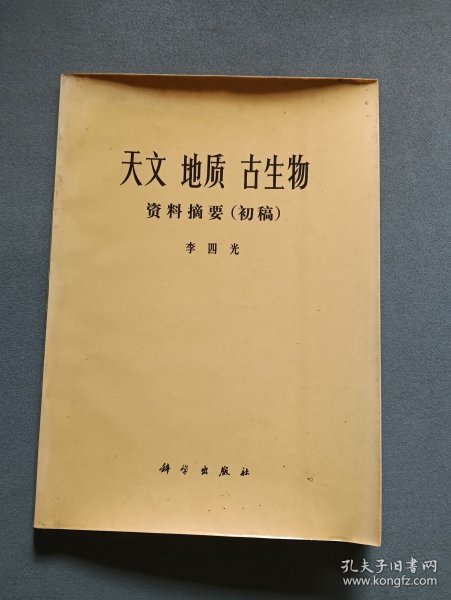 天文 地质 古生物
资料摘要(初稿)
李四光
科学出版社
孔夫子旧书网
www.kongfz.com